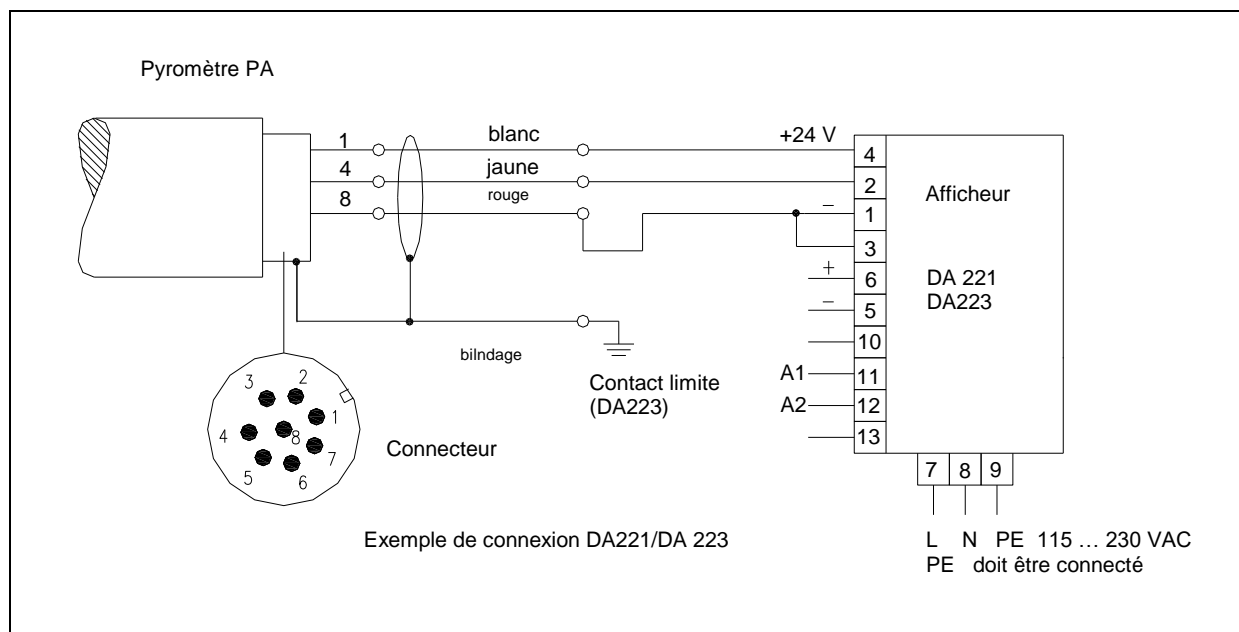 Pyromètre PA
1 blanc +24 V 4
4 jaune 2
8 rouge – 1
Afficheur
3
+ 6
DA 221
– 5
DA223
10
bilndage
Contact limite
(DA223)
A1 11
A2 12
13
3 2
1
4 8
7
5 6
Connecteur
7 8 9
Exemple de connexion DA221/DA 223
L N PE 115 ... 230 VAC
PE doit être connecté